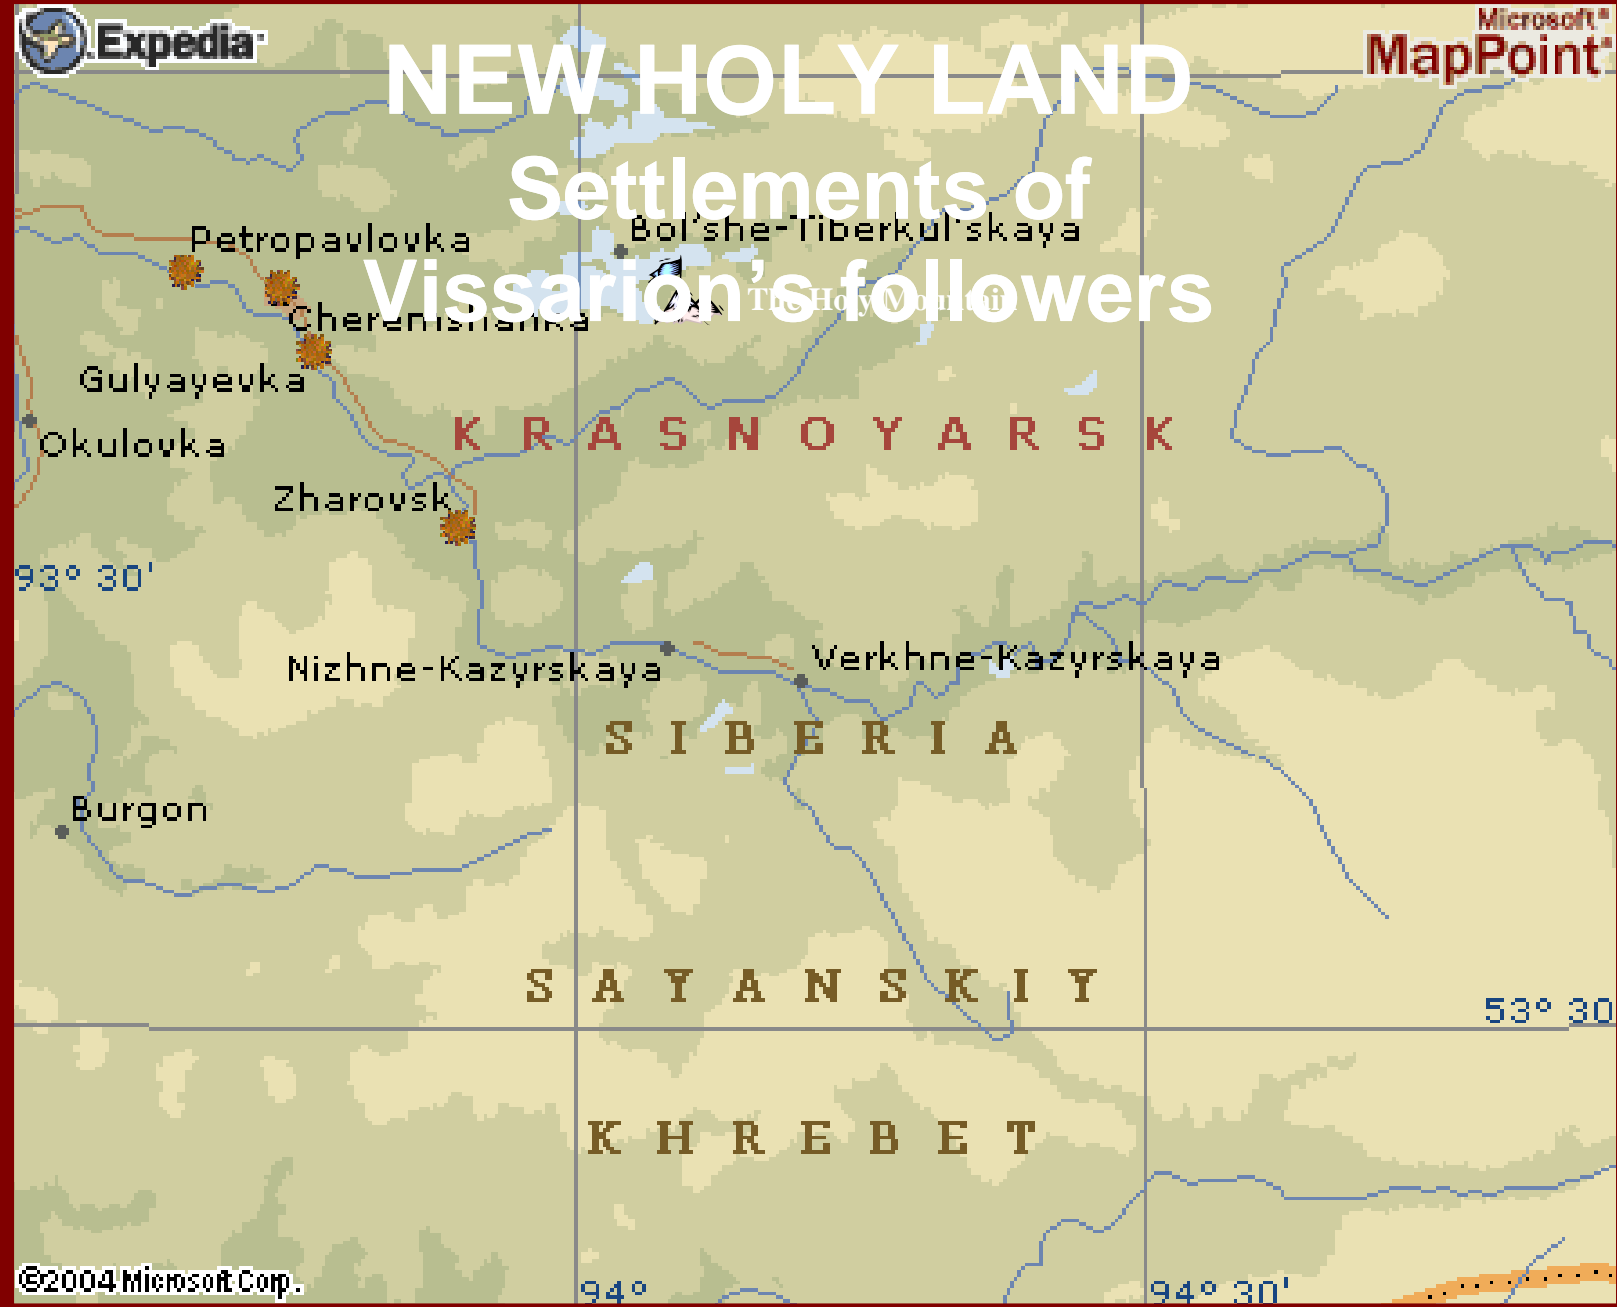 Expedia
Microsoft®
MapPoint®
NEW HOLY LAND
Settlements of
Vissarion's followers
Petropavlovka
Bol'she-Tiberkul'skaya
The Holy Mountain
Cheremshanka
Gulyayevka
KRASNOYARSK
Okulovka
Zharovsk
93° 30'
Nizhne-Kazyrskaya
Verkhne-Kazyrskaya
SIBERIA
Burgon
SAYANSKIY
53° 30
KHREBET
©2004 Microsoft Corp.
94°
94° 30'